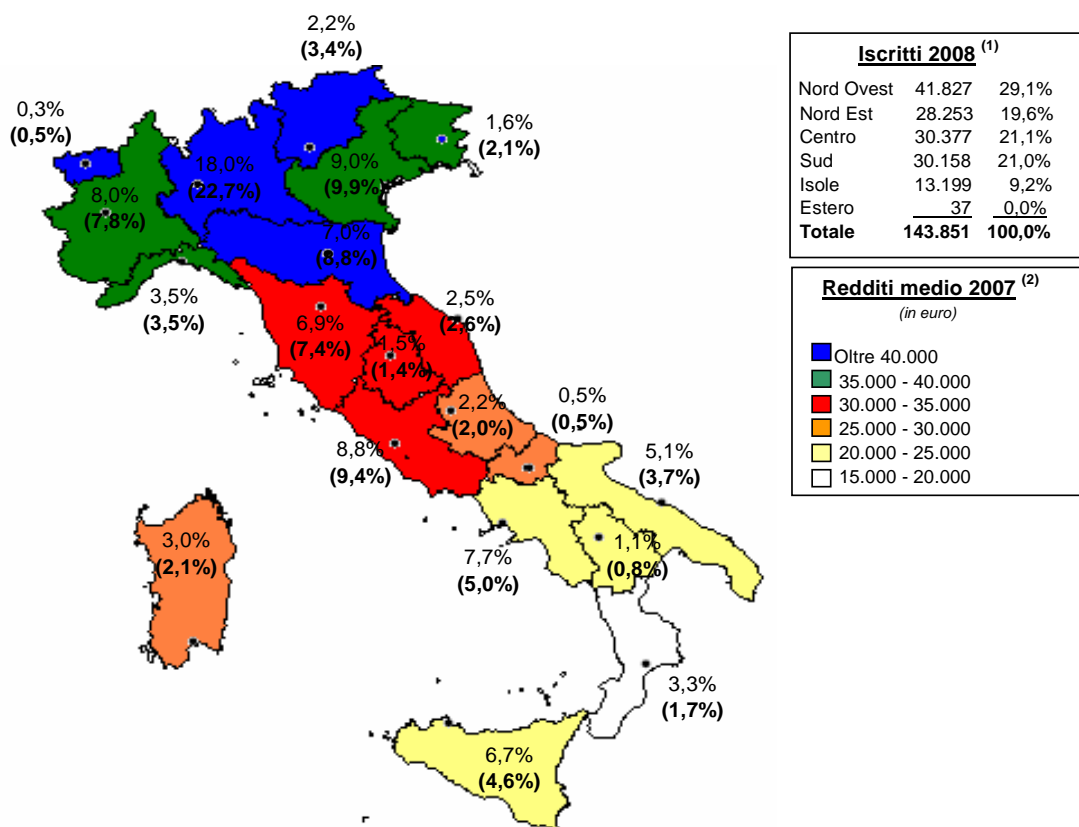 2,2%
(3,4%)
0,3%
(0,5%)
1,6%
(2,1%)
18,0%
(22,7%)
9,0%
(9,9%)
8,0%
(7,8%)
7,0%
(8,8%)
3,5%
(3,5%)
2,5%
(2,6%)
6,9%
(7,4%)
1,5%
(1,4%)
2,2%
(2,0%)
0,5%
(0,5%)
8,8%
(9,4%)
5,1%
(3,7%)
3,0%
(2,1%)
7,7%
(5,0%)
1,1%
(0,8%)
3,3%
(1,7%)
6,7%
(4,6%)
Iscritti 2008 (1)
Nord Ovest 41.827 29,1%
Nord Est 28.253 19,6%
Centro 30.377 21,1%
Sud 30.158 21,0%
Isole 13.199 9,2%
Estero 37 0,0%
Totale 143.851 100,0%
Redditi medio 2007 (2)
(in euro)
Oltre 40.000
35.000 - 40.000
30.000 - 35.000
25.000 - 30.000
20.000 - 25.000
15.000 - 20.000